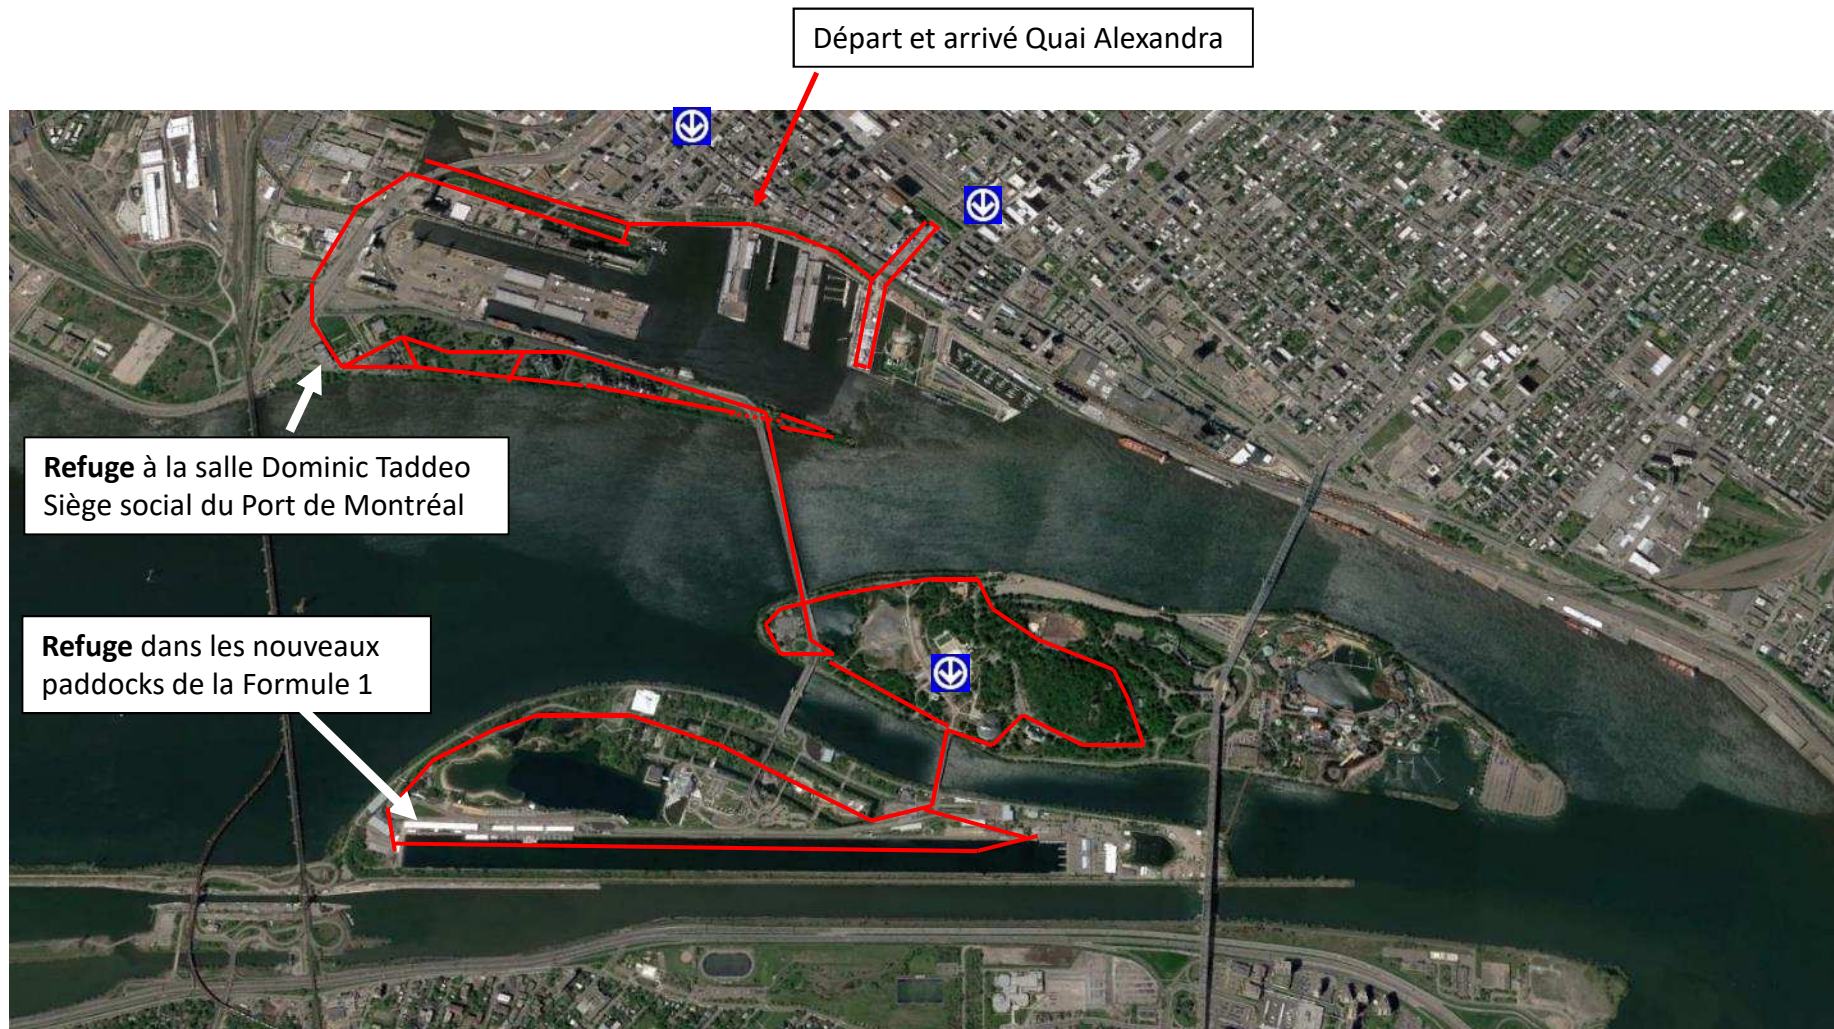 Départ et arrivé Quai Alexandra
Refuge à la salle Dominic Taddeo
Siège social du Port de Montréal
Refuge dans les nouveaux
paddocks de la Formule 1